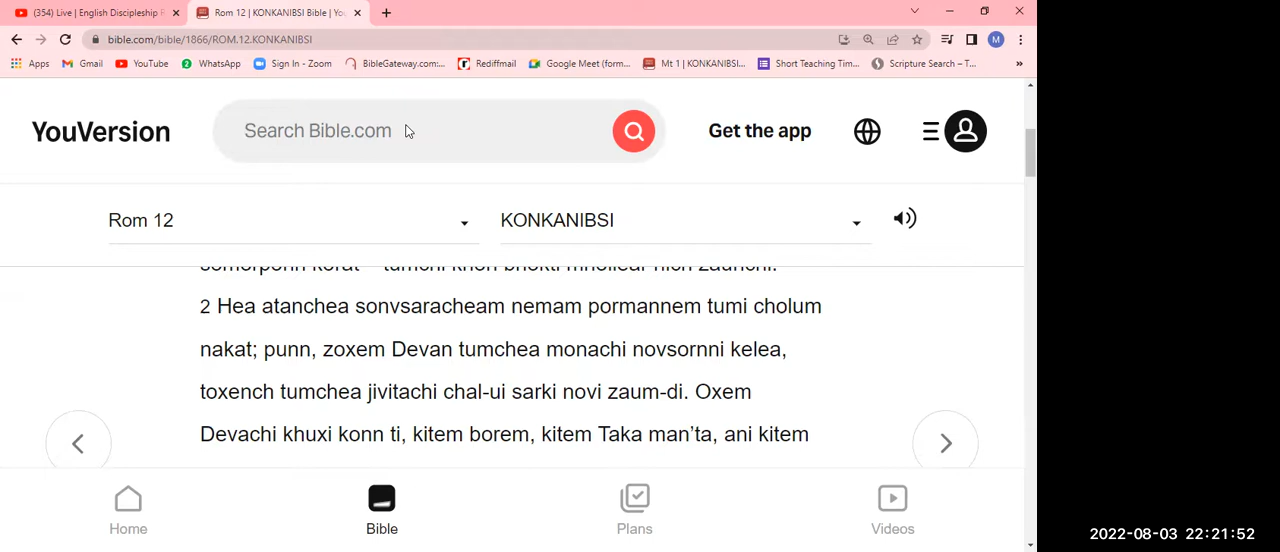 (354) Live | English Discipleship
Rom 12 | KONKANIBSI Bible | You
bible.com/bible/1866/ROM.12.KONKANIBSI
M
Apps Gmail YouTube WhatsApp Sign In - Zoom BibleGateway.com:... Rediffmail Google Meet (form... Mt 1 | KONKANIBSI... Short Teaching Tim... Scripture Search – T... »
YouVersion Search Bible.com Get the app
Rom 12 KONKANIBSI
2 Hea atanchea sonvsaracheam nemam pormannem tumi cholum
nakat; punn, zoxem Devan tumchea monachi novsornni kelea,
toxench tumchea jivitachi chal-ui sarki novi zaum-di. Oxem
Devachi khuxi konn ti, kitem borem, kitem Taka man’ta, ani kitem
Home Bible Plans Videos
2022-08-03 22:21:52